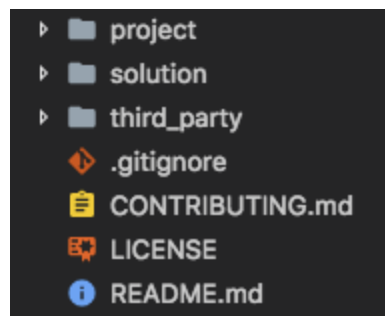 project
solution
third_party
.gitignore
CONTRIBUTING.md
LICENSE
README.md